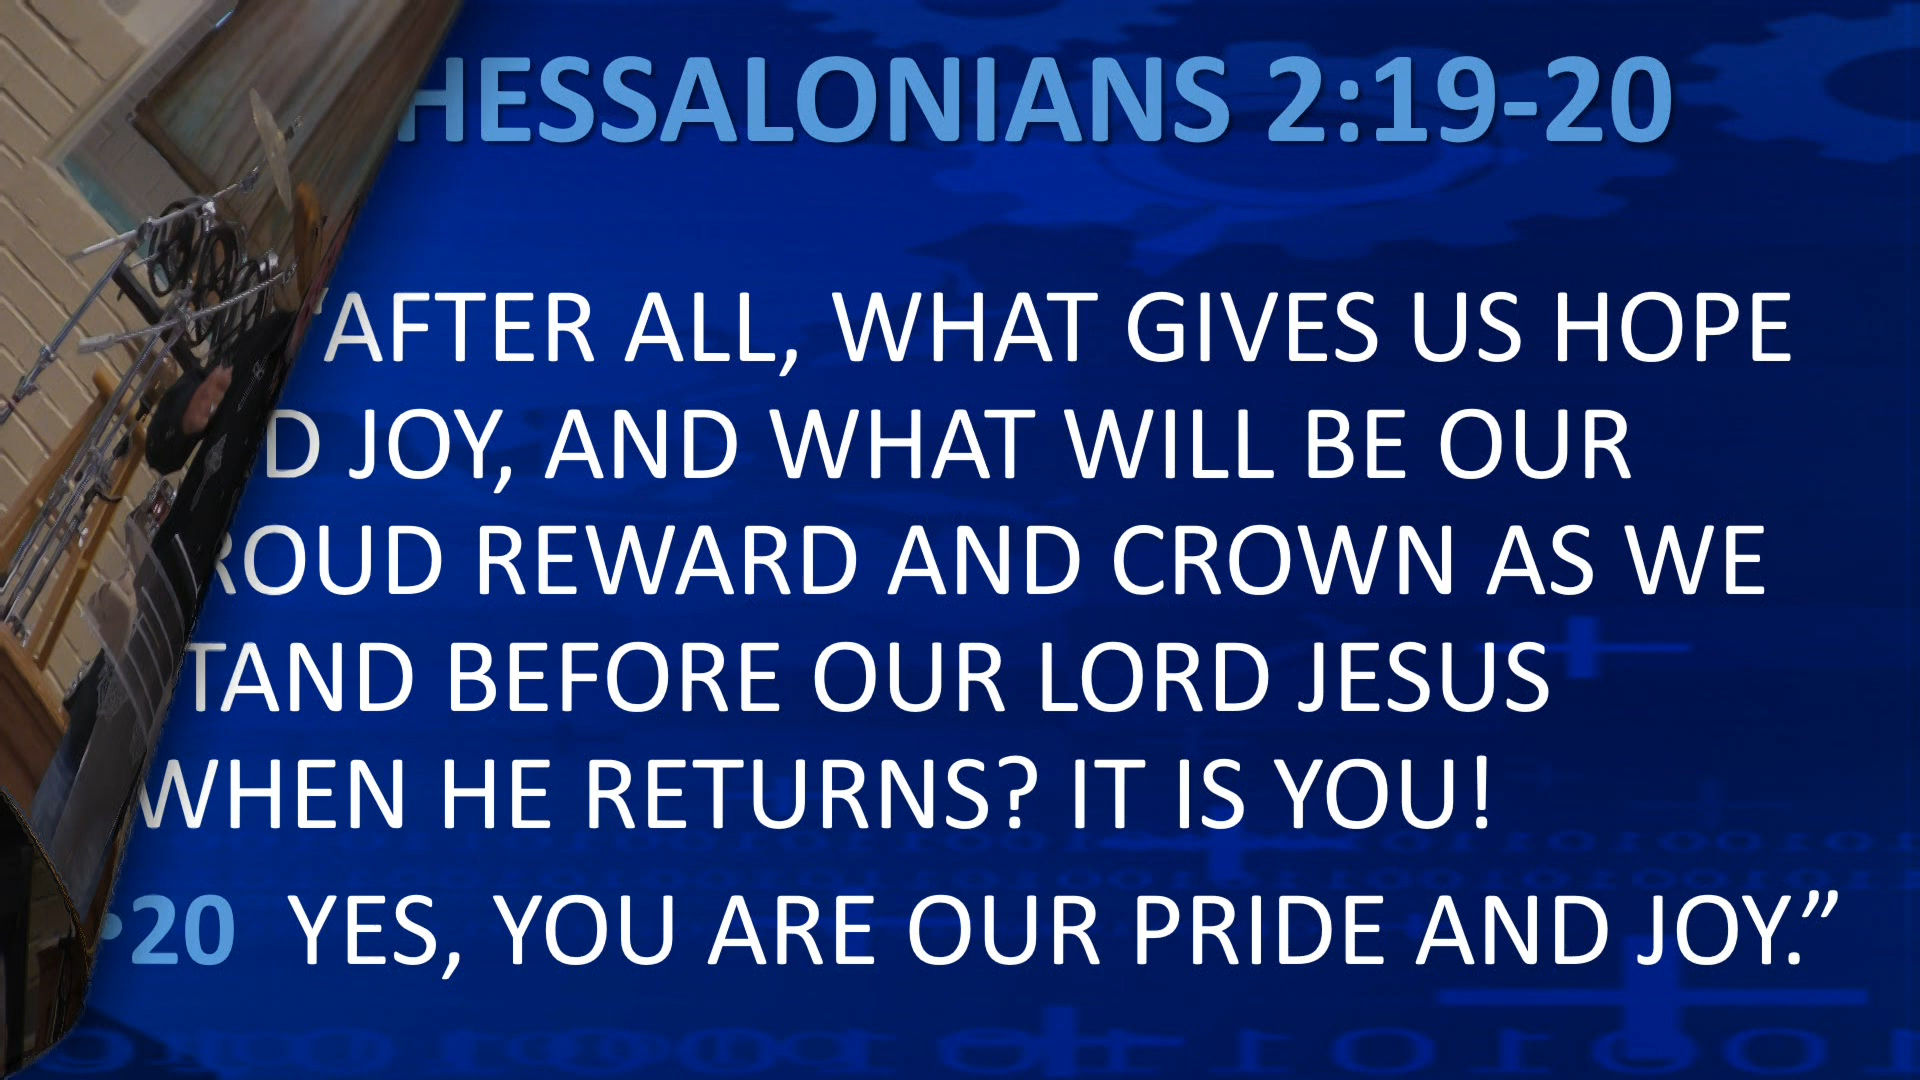 HESSALONIANS 2:19-20
“AFTER ALL, WHAT GIVES US HOPE
D JOY, AND WHAT WILL BE OUR
ROUD REWARD AND CROWN AS WE
TAND BEFORE OUR LORD JESUS
WHEN HE RETURNS? IT IS YOU!
•20 YES, YOU ARE OUR PRIDE AND JOY.”